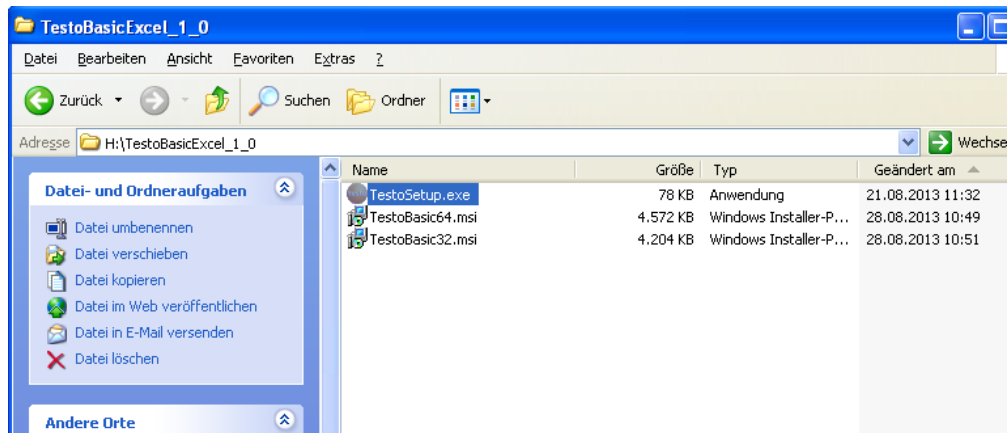 TestoBasicExcel_1_0
Datei Bearbeiten Ansicht Favoriten Extras ?
Zurück Suchen Ordner
Adresse H:\TestoBasicExcel_1_0 Wechse
Name Größe Typ Geändert am
Datei- und Ordneraufgaben
TestoSetup.exe 78 KB Anwendung 21.08.2013 11:32
TestoBasic64.msi 4.572 KB Windows Installer-P... 28.08.2013 10:49
TestoBasic32.msi 4.204 KB Windows Installer-P... 28.08.2013 10:51
Datei umbenennen
Datei verschieben
Datei kopieren
Datei im Web veröffentlichen
Datei in E-Mail versenden
Datei löschen
Andere Orte